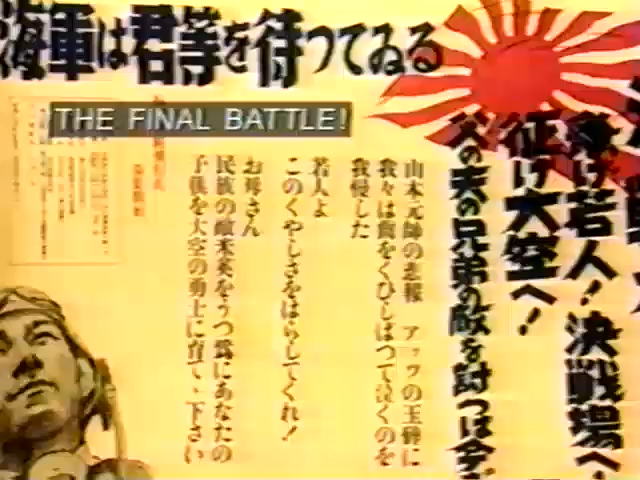 海軍は君等を待つてゐる
THE FINAL BATTLE!
若人!決戦場へ
征け大空へ!
父の夫の兄弟の敵を討つは今だ
山本元帥の悲報 アッツの玉砕に
我々は歯をくひしばつて泣くのを
我慢した
若人よ
このくやしさをはらしてくれ!
お母さん
民族の敵米英をうつ為にあなたの
子供を大空の勇士に育てゝ下さい